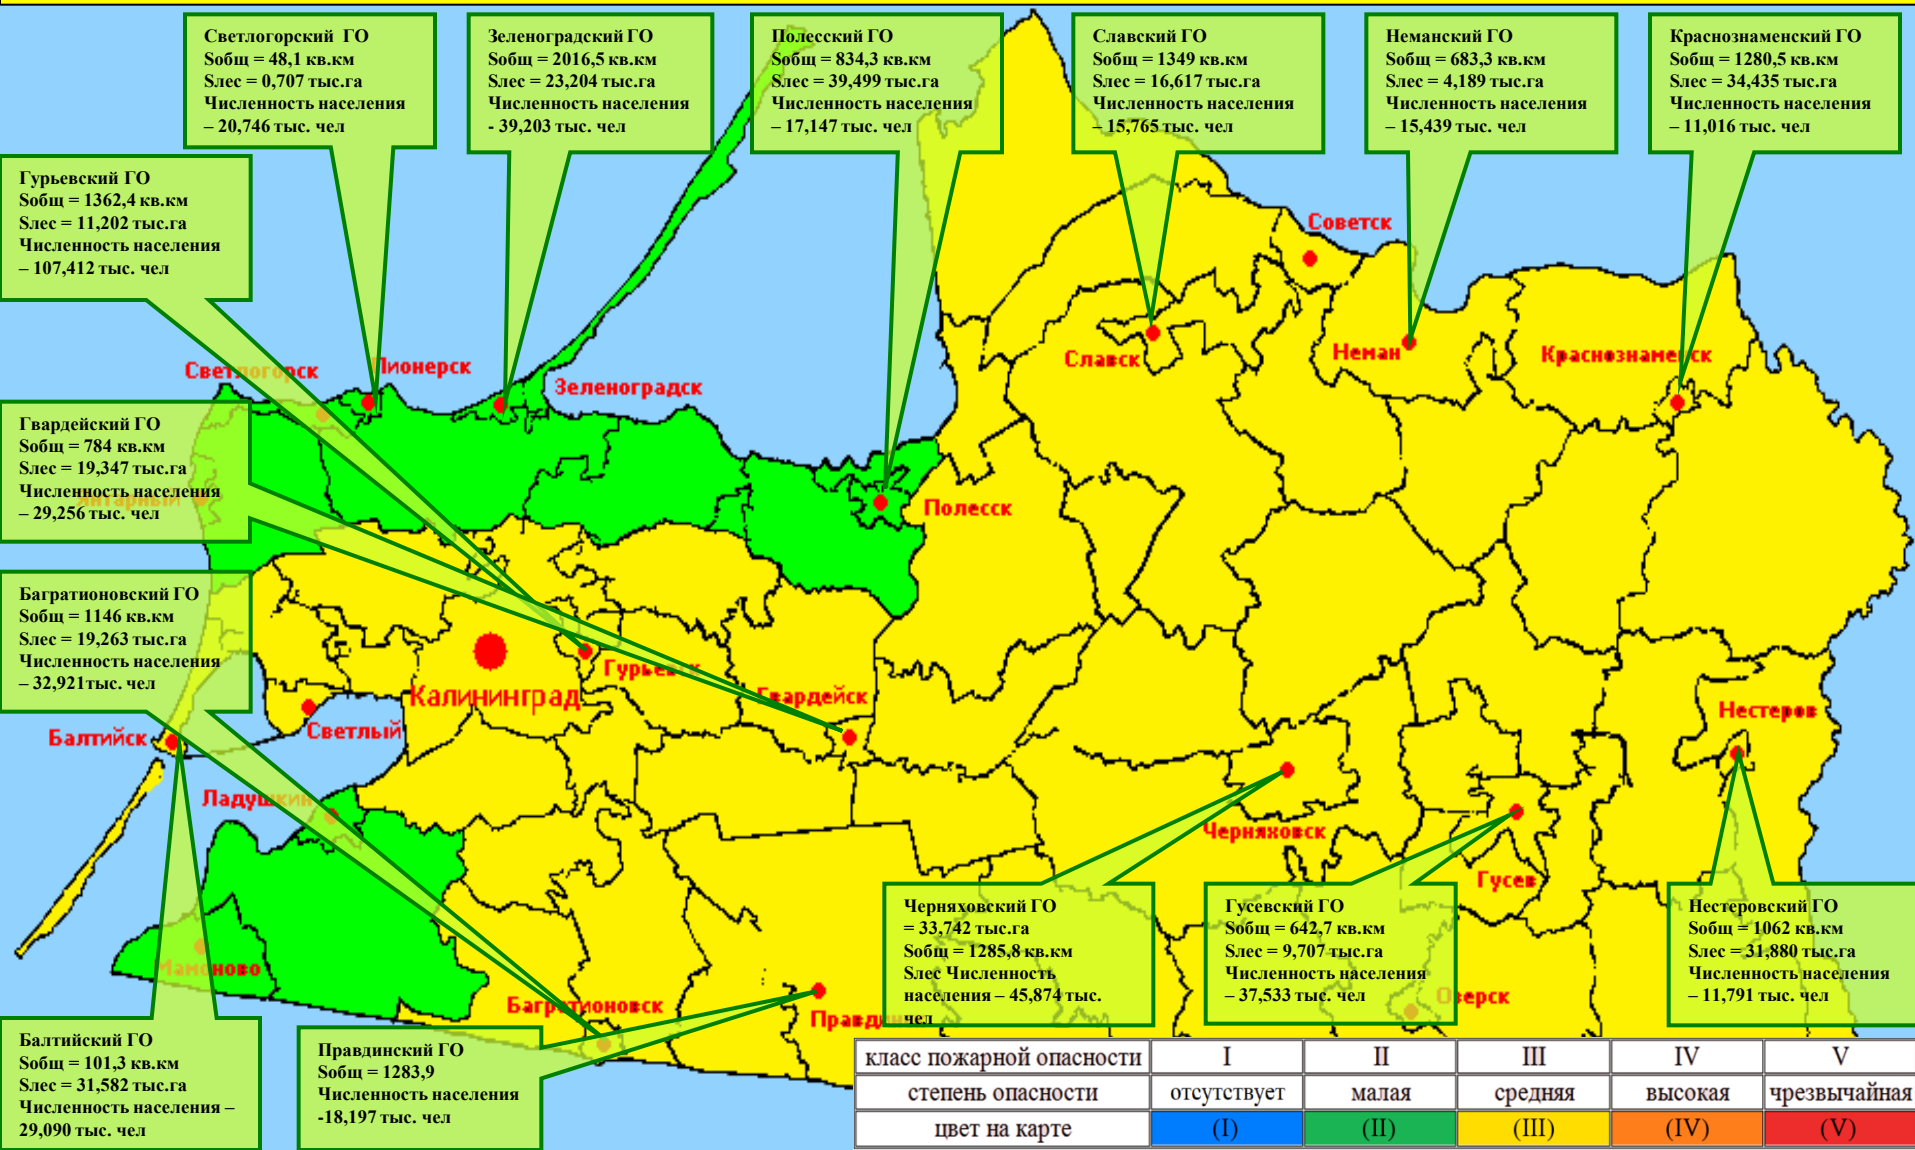 Светлогорский ГО
Sобщ = 48,1 кв.км
Sлес = 0,707 тыс.га
Численность населения
– 20,746 тыс. чел
Зеленоградский ГО
Sобщ = 2016,5 кв.км
Sлес = 23,204 тыс.га
Численность населения
- 39,203 тыс. чел
Полесский ГО
Sобщ = 834,3 кв.км
Sлес = 39,499 тыс.га
Численность населения
– 17,147 тыс. чел
Славский ГО
Sобщ = 1349 кв.км
Sлес = 16,617 тыс.га
Численность населения
– 15,765 тыс. чел
Неманский ГО
Sобщ = 683,3 кв.км
Sлес = 4,189 тыс.га
Численность населения
– 15,439 тыс. чел
Краснознаменский ГО
Sобщ = 1280,5 кв.км
Sлес = 34,435 тыс.га
Численность населения
– 11,016 тыс. чел
Гурьевский ГО
Sобщ = 1362,4 кв.км
Sлес = 11,202 тыс.га
Численность населения
– 107,412 тыс. чел
Советск
Славск
Неман
Краснознаменск
Светлогорск
Пионерск
Зеленоградск
Гвардейский ГО
Sобщ = 784 кв.км
Sлес = 19,347 тыс.га
Численность населения
– 29,256 тыс. чел
Янтарный
Полесск
Багратионовский ГО
Sобщ = 1146 кв.км
Sлес = 19,263 тыс.га
Численность населения
– 32,921тыс. чел
Гурьевск
Калининград
Гвардейск
Нестеров
Балтийск
Светлый
Ладушкин
Черняховск
Гусев
Мамоново
Багратионовск
Правдинск
Озерск
Черняховский ГО
= 33,742 тыс.га
Sобщ = 1285,8 кв.км
Sлес Численность
населения – 45,874 тыс.
чел
Гусевский ГО
Sобщ = 642,7 кв.км
Sлес = 9,707 тыс.га
Численность населения
– 37,533 тыс. чел
Нестеровский ГО
Sобщ = 1062 кв.км
Sлес = 31,880 тыс.га
Численность населения
– 11,791 тыс. чел
Балтийский ГО
Sобщ = 101,3 кв.км
Sлес = 31,582 тыс.га
Численность населения –
29,090 тыс. чел
Правдинский ГО
Sобщ = 1283,9
Численность населения
-18,197 тыс. чел
класс пожарной опасности I II III IV V
степень опасности отсутствует малая средняя высокая чрезвычайная
цвет на карте (I) (II) (III) (IV) (V)